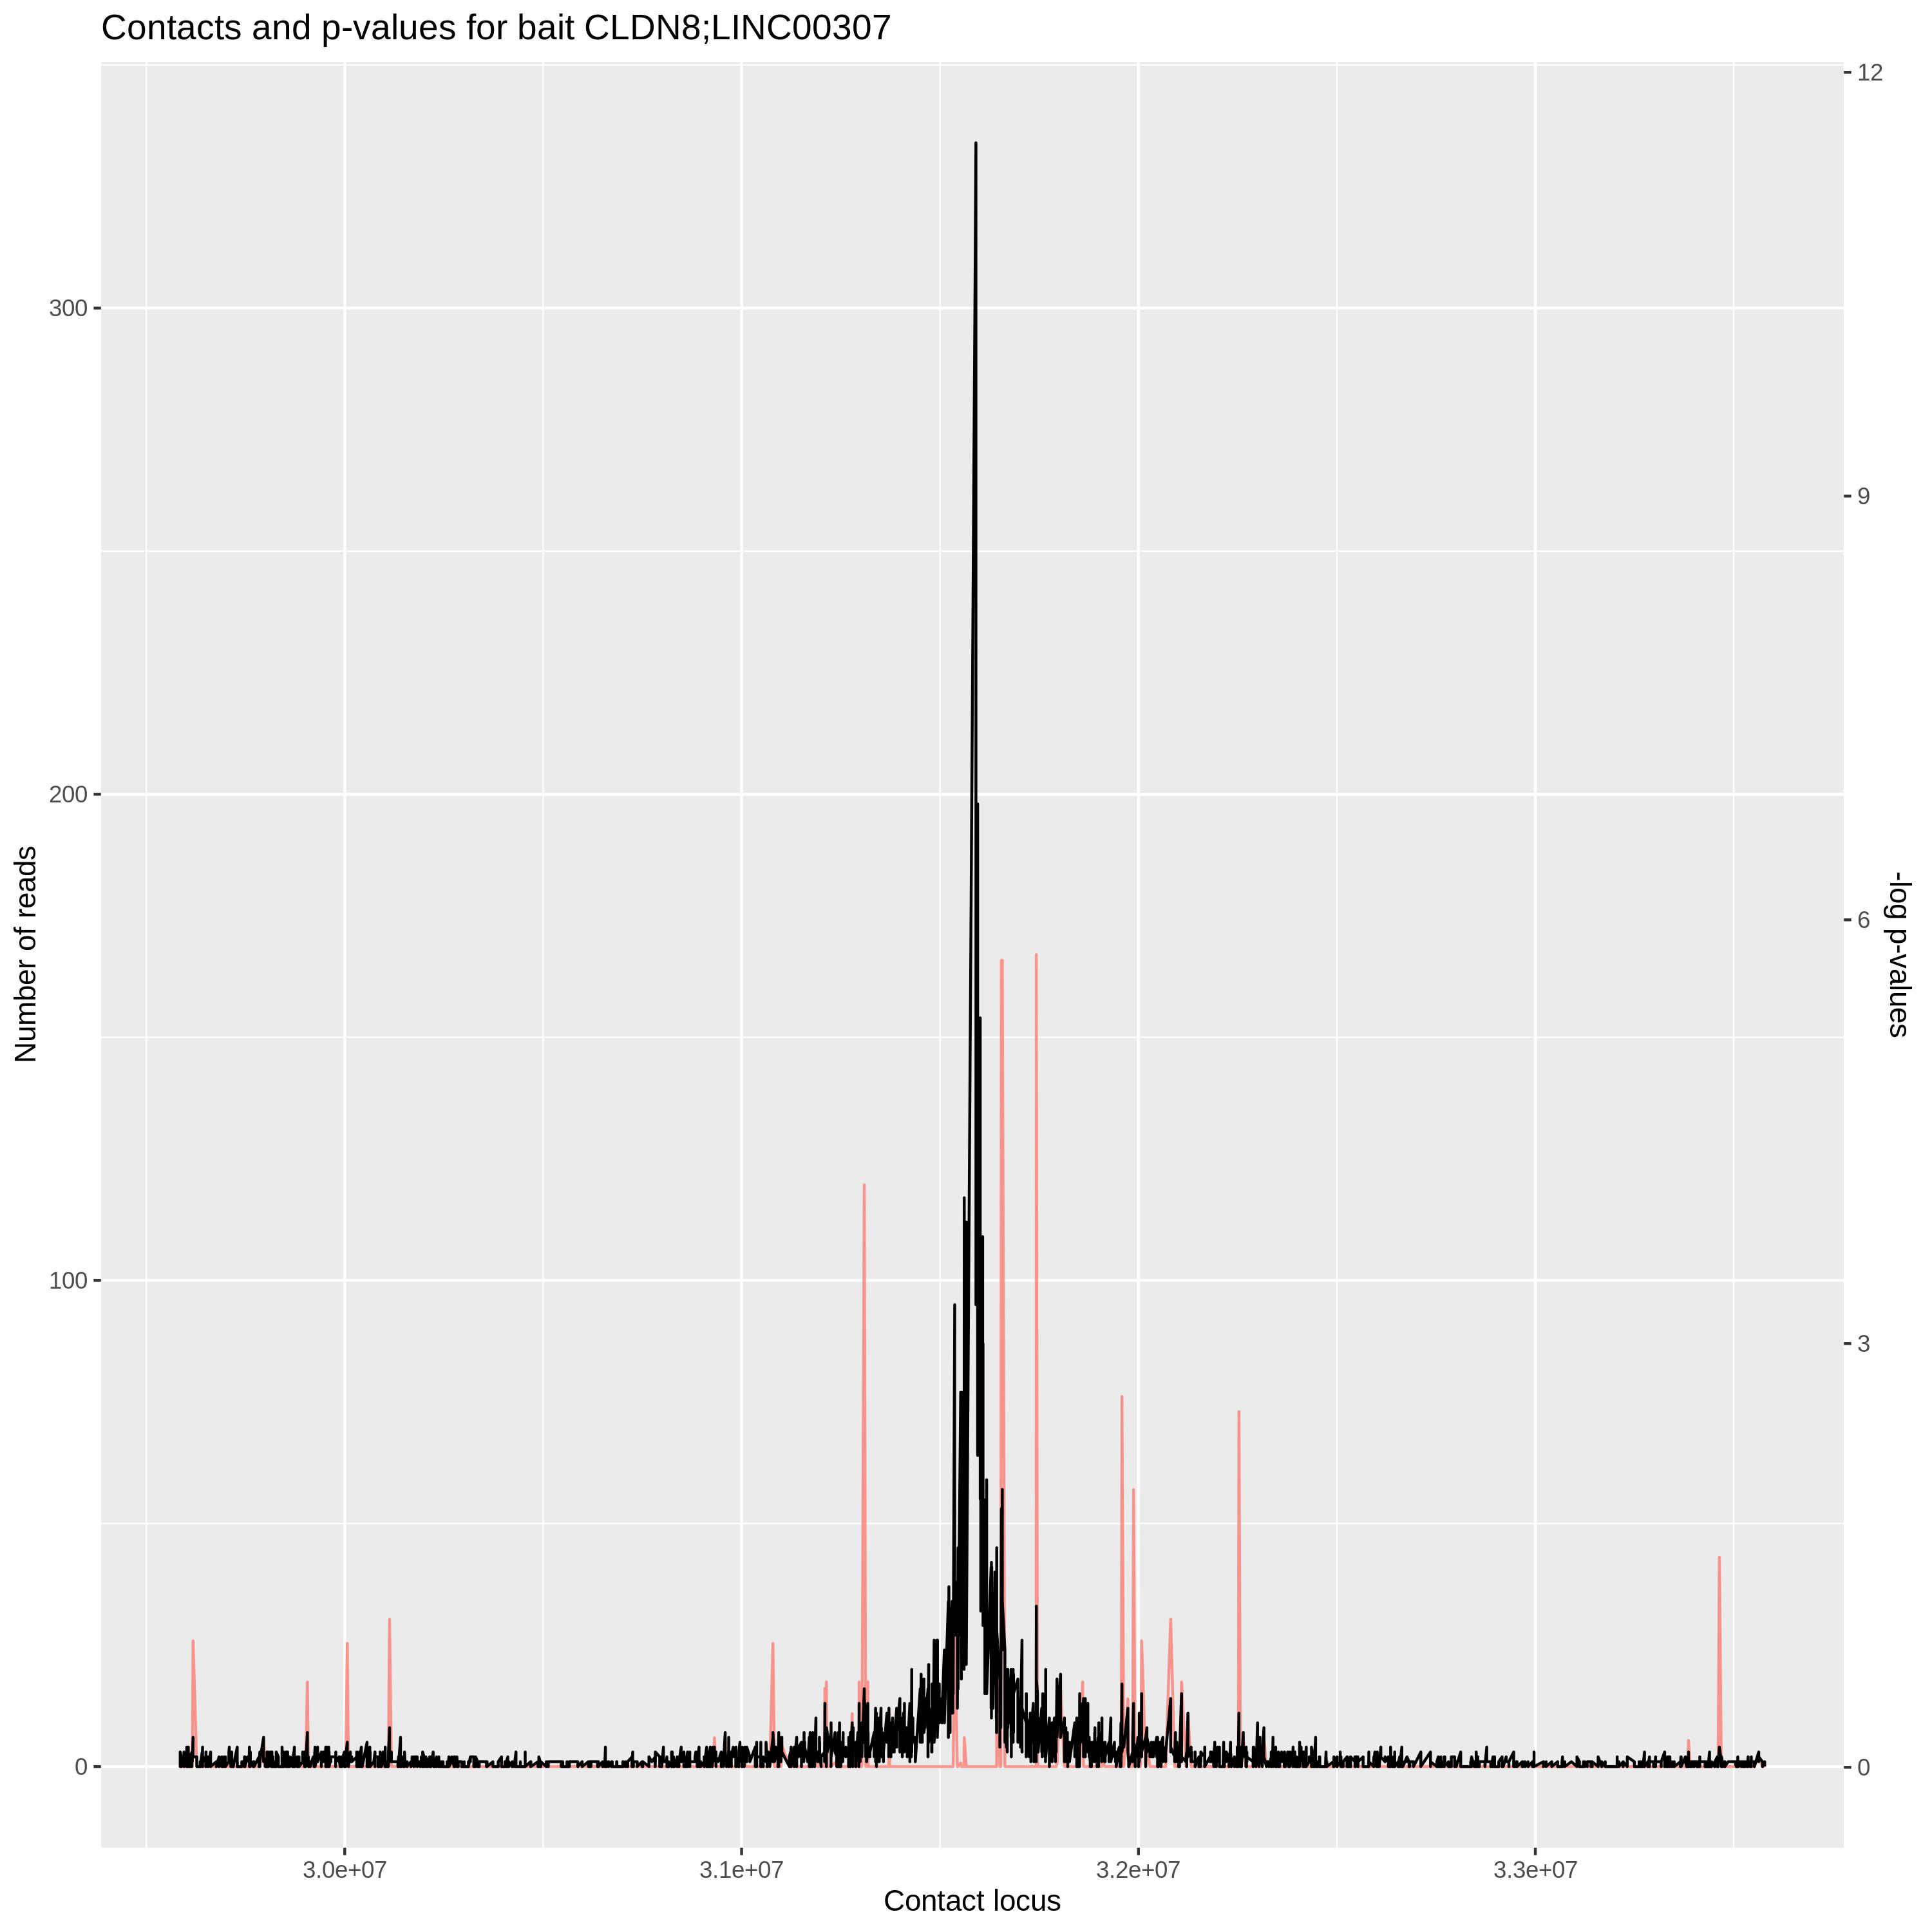 Contacts and p-values for bait CLDN8;LINC00307
12
300
9
200
6
Number of reads
-log p-values
100
3
0
0
3.0e+07 3.1e+07 3.2e+07 3.3e+07
Contact locus